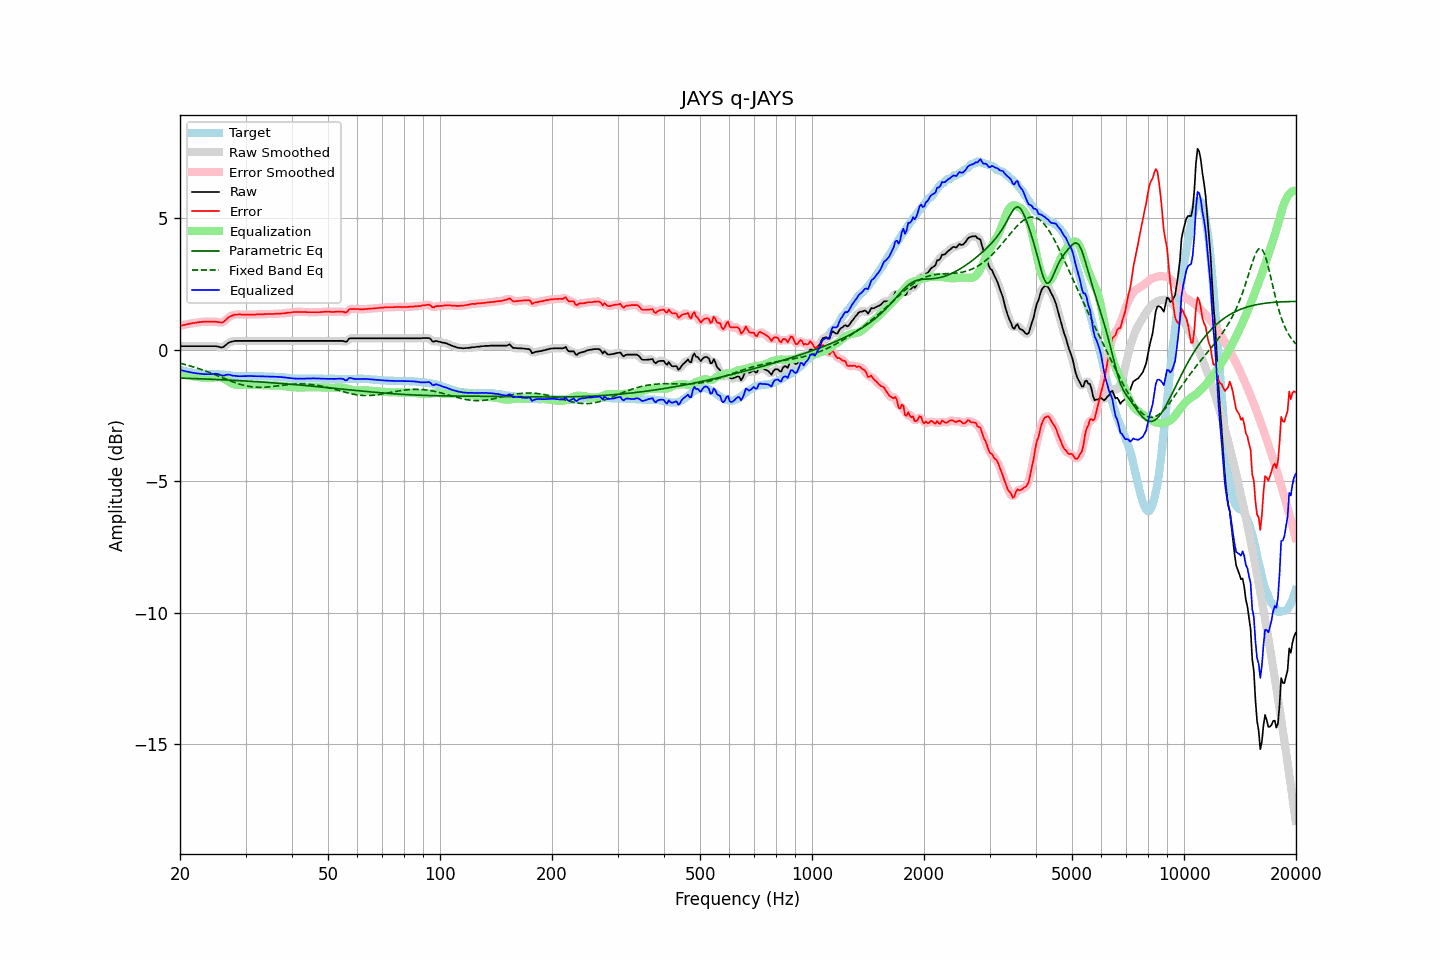 JAYS q-JAYS
Target
Raw Smoothed
Error Smoothed
Raw
Error
Equalization
Parametric Eq
Fixed Band Eq
Equalized
Amplitude (dBr)
5
0
−5
−10
−15
20 50 100 200 500 1000 2000 5000 10000 20000
Frequency (Hz)